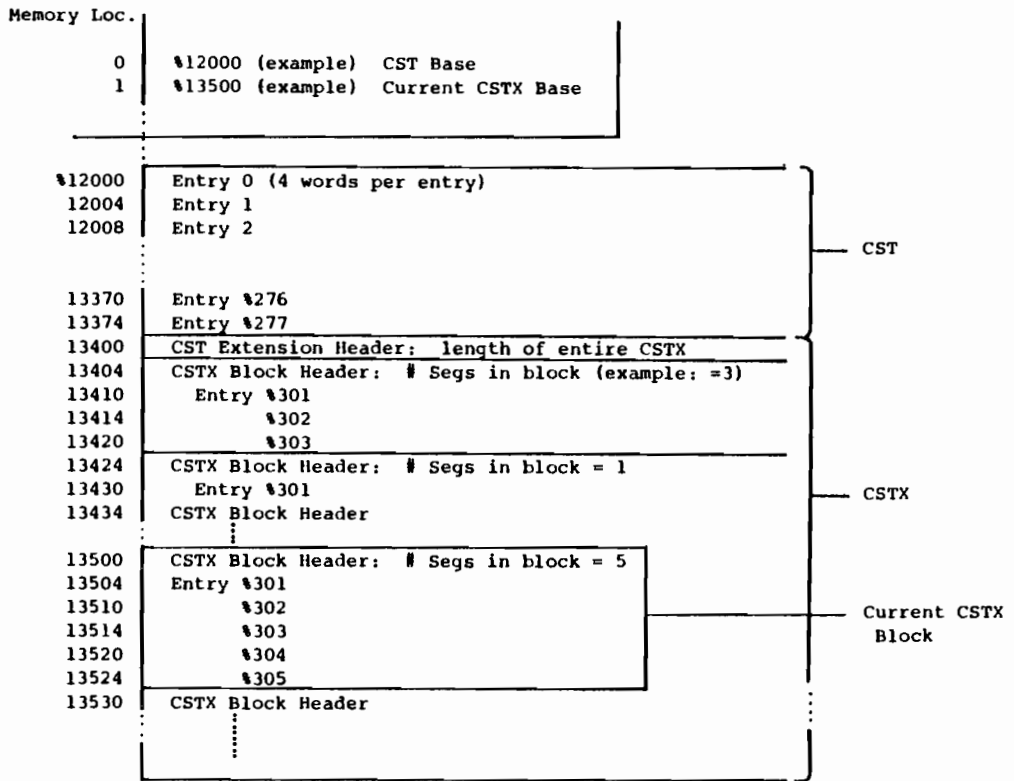 Memory Loc.
0 %12000 (example) CST Base
1 %13500 (example) Current CSTX Base
%12000 Entry 0 (4 words per entry)
12004 Entry 1
12008 Entry 2
CST
13370 Entry %276
13374 Entry %277
13400 CST Extension Header: length of entire CSTX
13404 CSTX Block Header: # Segs in block (example: =3)
13410 Entry %301
13414 %302
13420 %303
13424 CSTX Block Header: # Segs in block = 1
13430 Entry %301
CSTX
13434 CSTX Block Header
13500 CSTX Block Header: # Segs in block = 5
13504 Entry %301
13510 %302
Current CSTX
13514 %303
Block
13520 %304
13524 %305
13530 CSTX Block Header